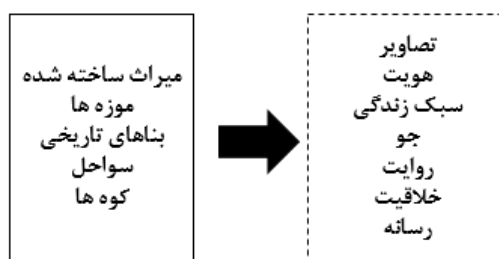 میراث ساخته شده
موزه ها
بناهای تاریخی
سواحل
کوه ها
تصاویر
هویت
سبک زندگی
جو
روایت
خلاقیت
رسانه